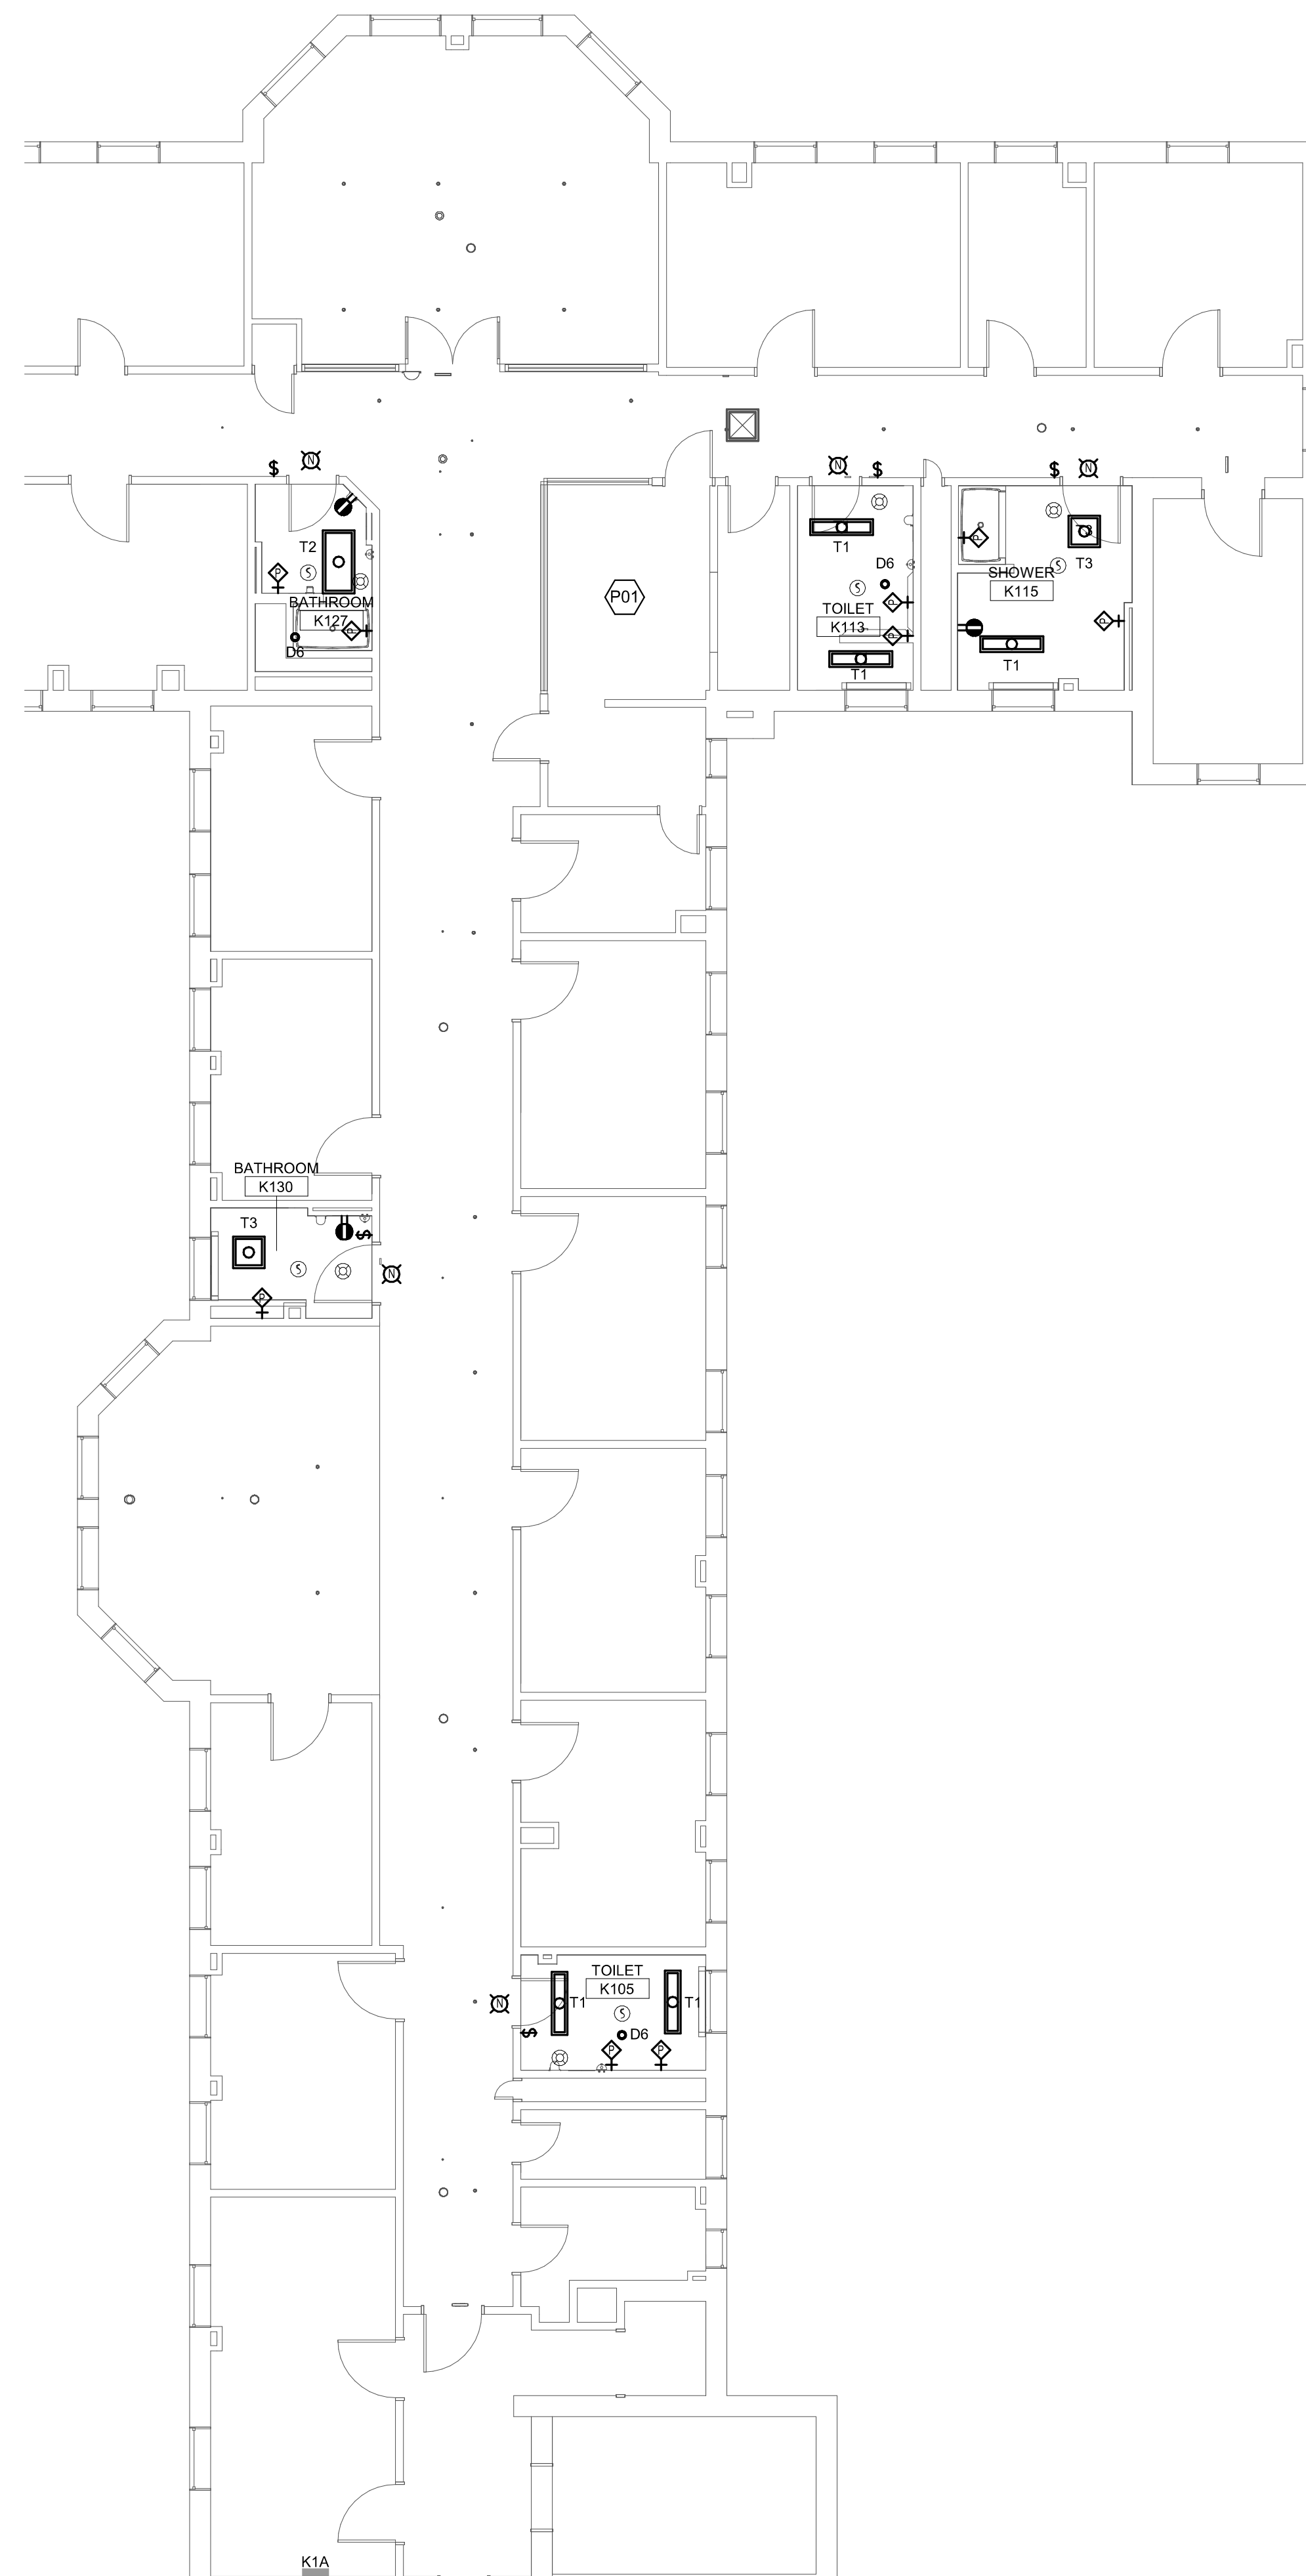 $
N
N
$
$
N
T2
P
S
BATHROOM
K127
P
D6
P01
T1
D6
S
P
TOILET
K113
P
T1
P
T3
S
SHOWER
K115
P
T1
BATHROOM
K130
T3
$
S
N
P
TOILET
K105
N
T1
T1
S
$
D6
P
P
K1A